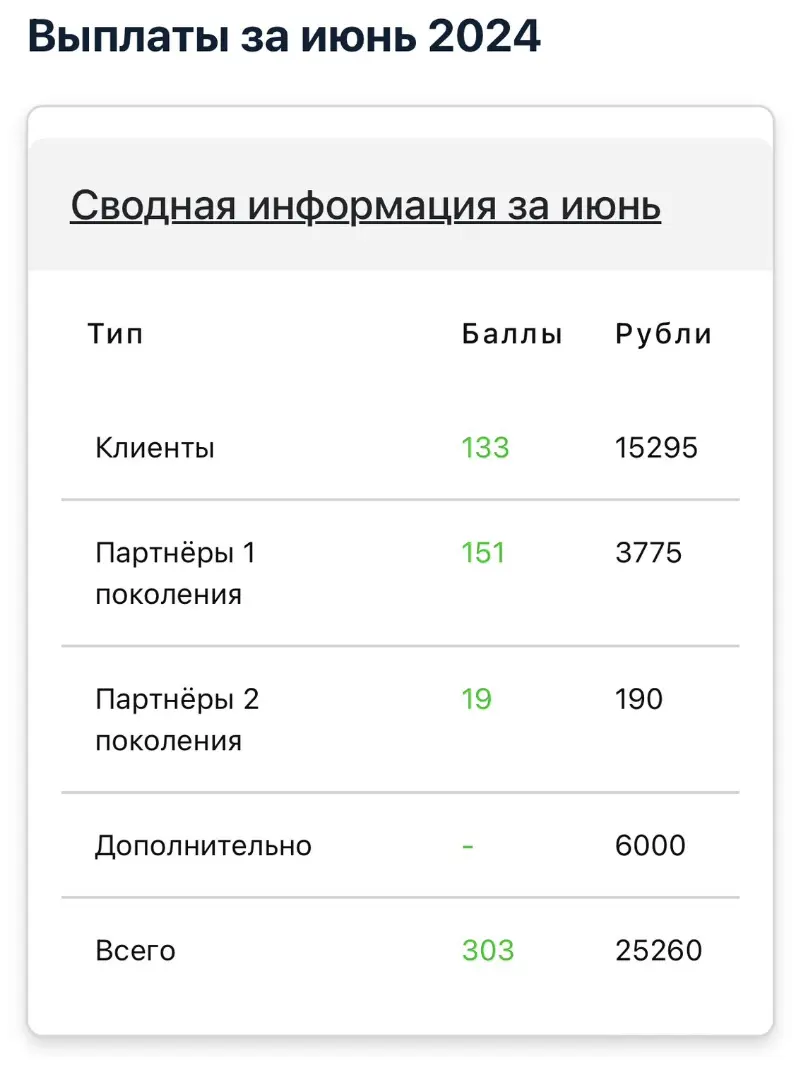 Выплаты за июнь 2024
Сводная информация за июнь
Тип Баллы Рубли
Клиенты 133 15295
Партнёры 1 151 3775
поколения
Партнёры 2 19 190
поколения
Дополнительно - 6000
Всего 303 25260